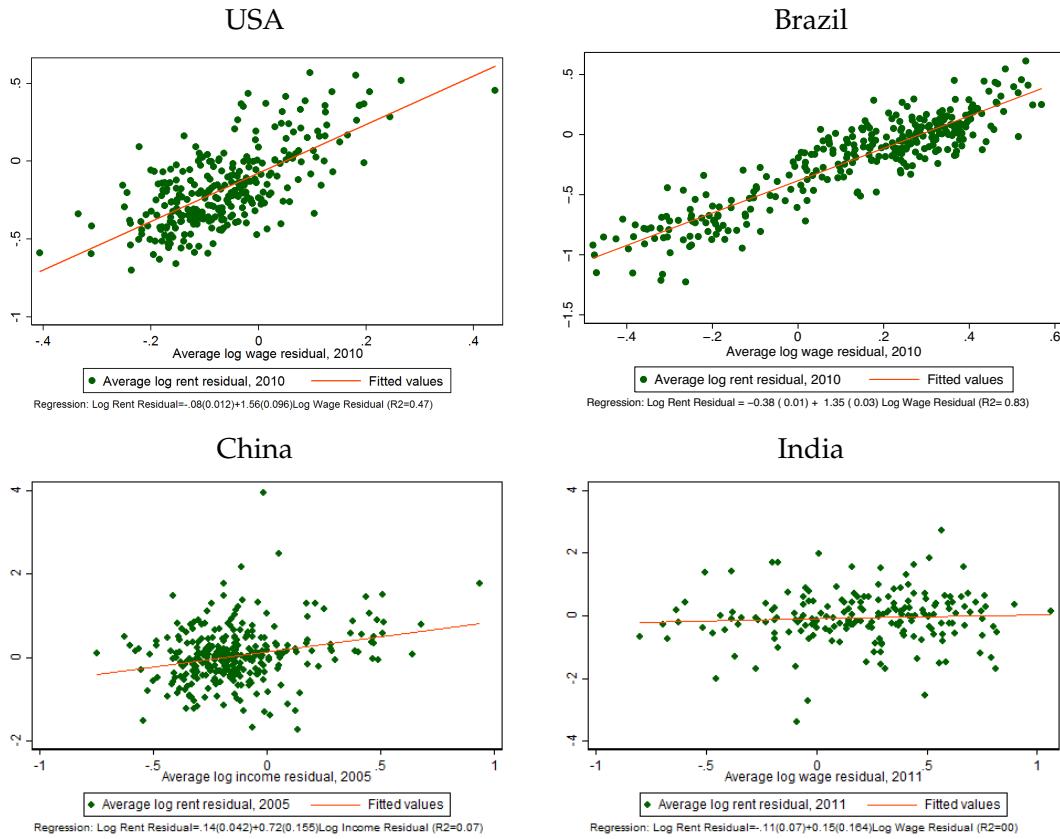 USA
.5
0
-.5
-1
-.4 -.2 0 .2 .4
Average log wage residual, 2010
Average log rent residual, 2010 Fitted values
Regression: Log Rent Residual=-.08(0.012)+1.56(0.096)Log Wage Residual (R2=0.47)
Brazil
.5
0
−.5
−1
−1.5
−.4 −.2 0 .2 .4 .6
Average log wage residual, 2010
Average log rent residual, 2010 Fitted values
Regression: Log Rent Residual = −0.38 ( 0.01) + 1.35 ( 0.03) Log Wage Residual (R2= 0.83)
China
4
2
0
-2
-1 -.5 0 .5 1
Average log income residual, 2005
Average log rent residual, 2005 Fitted values
Regression: Log Rent Residual=.14(0.042)+0.72(0.155)Log Income Residual (R2=0.07)
India
4
2
0
-2
-4
-1 -.5 0 .5 1
Average log wage residual, 2011
Average log rent residual, 2011 Fitted values
Regression: Log Rent Residual=-.11(0.07)+0.15(0.164)Log Wage Residual (R2=00)